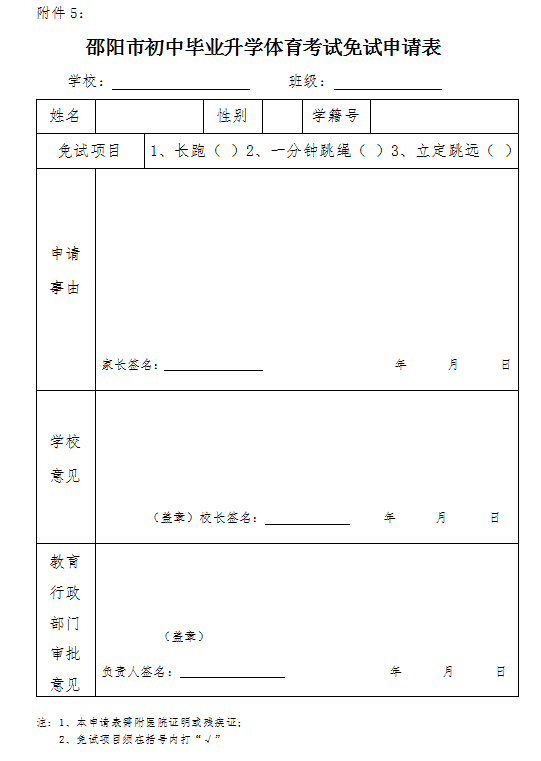 附件 5：
邵阳市初中毕业升学体育考试免试申请表
学校： 班级：
姓名 性别 学籍号
免试项目 1、长跑（ ）2、一分钟跳绳（ ）3、立定跳远（ ）
申请
事由
家长签名： 年 月 日
学校
意见
（盖章）校长签名： 年 月 日
教育
行政
部门
审批
意见
（盖章）
负责人签名： 年 月 日
注：1、本申请表需附医院证明或残疾证；
2、免试项目须在括号内打“√”